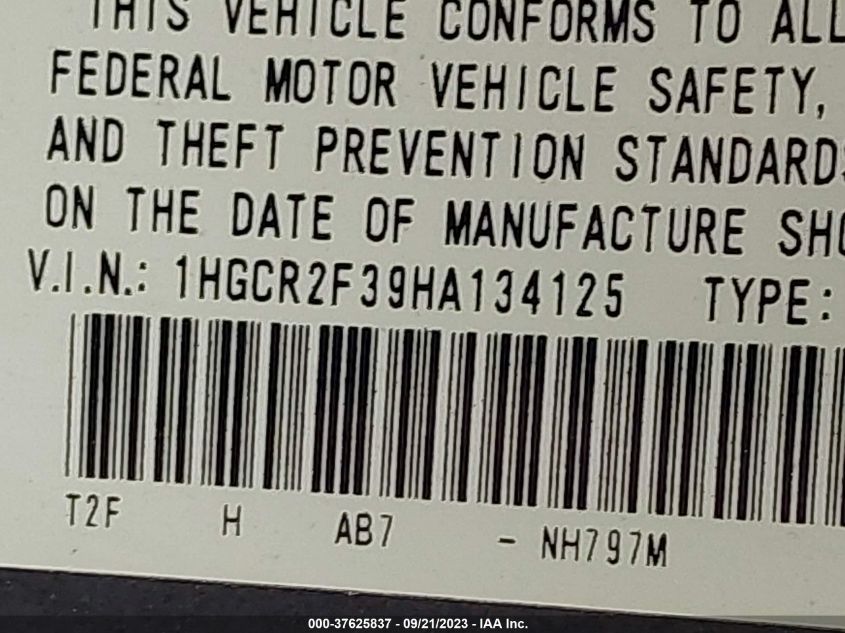 THIS VEHICLE CONFORMS TO ALL
FEDERAL MOTOR VEHICLE SAFETY,
AND THEFT PREVENTION STANDARDS
ON THE DATE OF MANUFACTURE SHO
V.I.N.: 1HGCR2F39HA134125 TYPE:
T2F H AB7 - NH797M
000-37625837 - 09/21/2023 - IAA Inc.